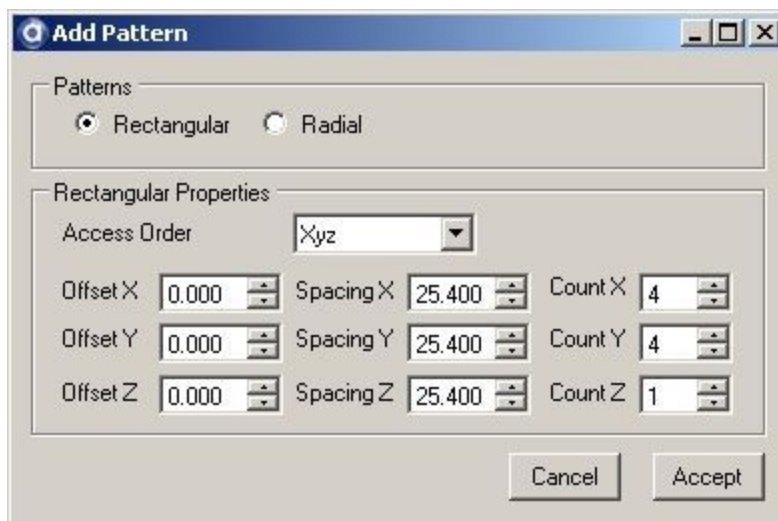 Add Pattern
Patterns
Rectangular Radial
Rectangular Properties
Access Order Xyz
Offset X 0.000 Spacing X 25.400 Count X 4
Offset Y 0.000 Spacing Y 25.400 Count Y 4
Offset Z 0.000 Spacing Z 25.400 Count Z 1
Cancel Accept